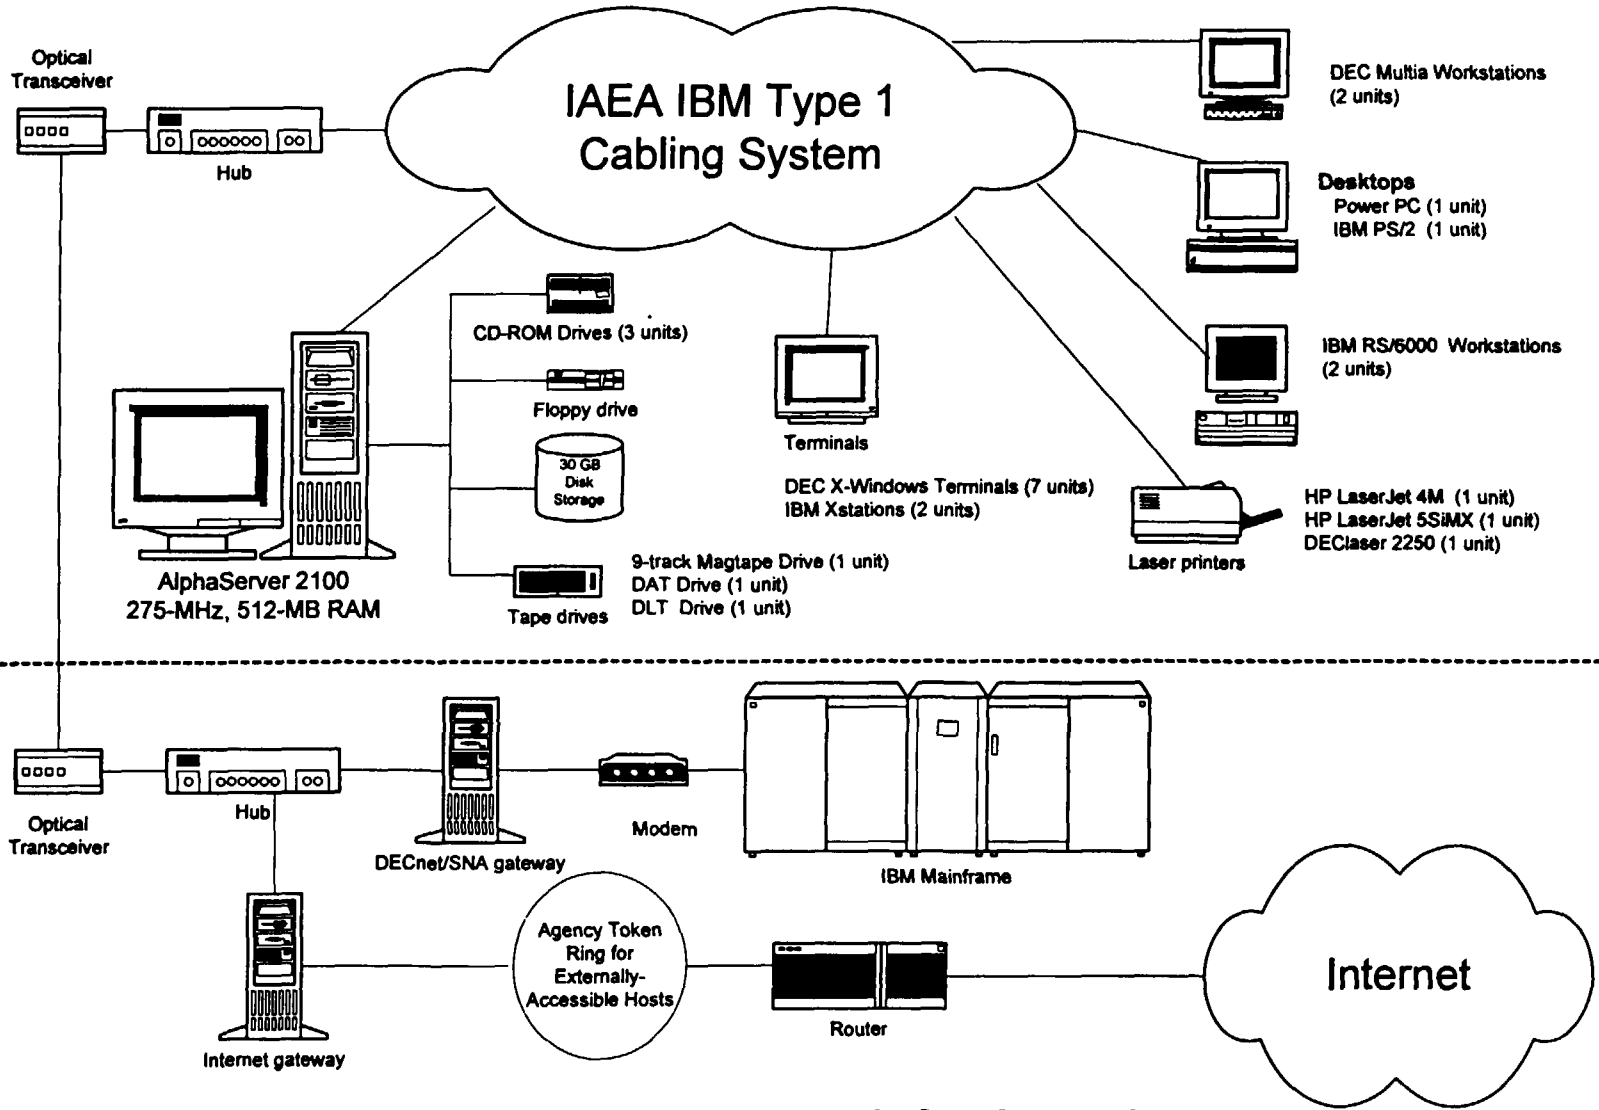 Optical
Transceiver
Hub
IAEA IBM Type 1
Cabling System
DEC Multia Workstations
(2 units)
Desktops
Power PC (1 unit)
IBM PS/2 (1 unit)
CD-ROM Drives (3 units)
Floppy drive
30 GB
Disk
Storage
Terminals
DEC X-Windows Terminals (7 units)
IBM Xstations (2 units)
IBM RS/6000 Workstations
(2 units)
HP LaserJet 4M (1 unit)
HP LaserJet 5SiMX (1 unit)
DEClaser 2250 (1 unit)
Laser printers
AlphaServer 2100
275-MHz, 512-MB RAM
9-track Magtape Drive (1 unit)
DAT Drive (1 unit)
DLT Drive (1 unit)
Tape drives
Optical
Transceiver
Hub
DECnet/SNA gateway
Modem
IBM Mainframe
Internet gateway
Agency Token
Ring for
Externally-
Accessible Hosts
Router
Internet